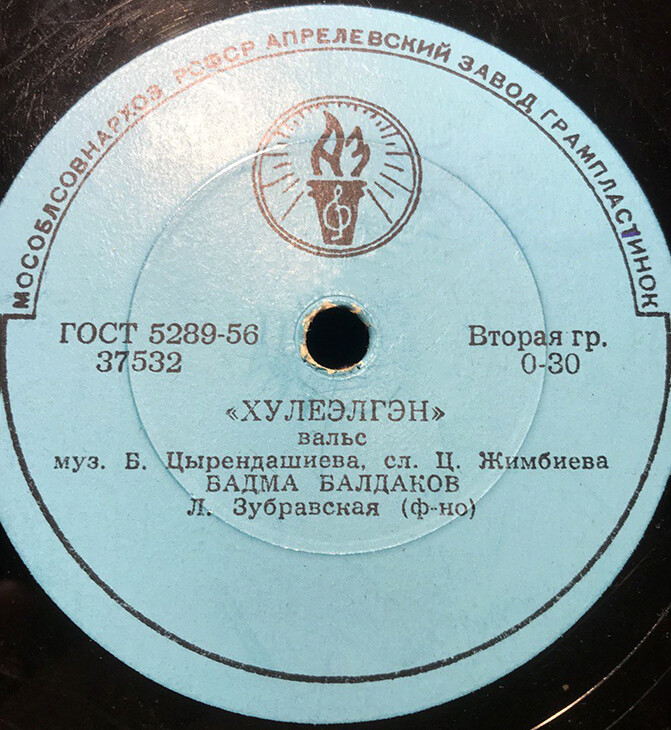 МОСОБЛСОВНАРХОЗ РСФСР АПРЕЛЕВСКИЙ ЗАВОД ГРАМПЛАСТИНОК
АЗ
ГОСТ 5289-56
37532
Вторая гр.
0-30
«ХУЛЕЭЛГЭН»
вальс
муз. Б. Цырендашиева, сл. Ц. Жимбиева
БАДМА БАЛДАКОВ
Л. Зубравская (ф-но)